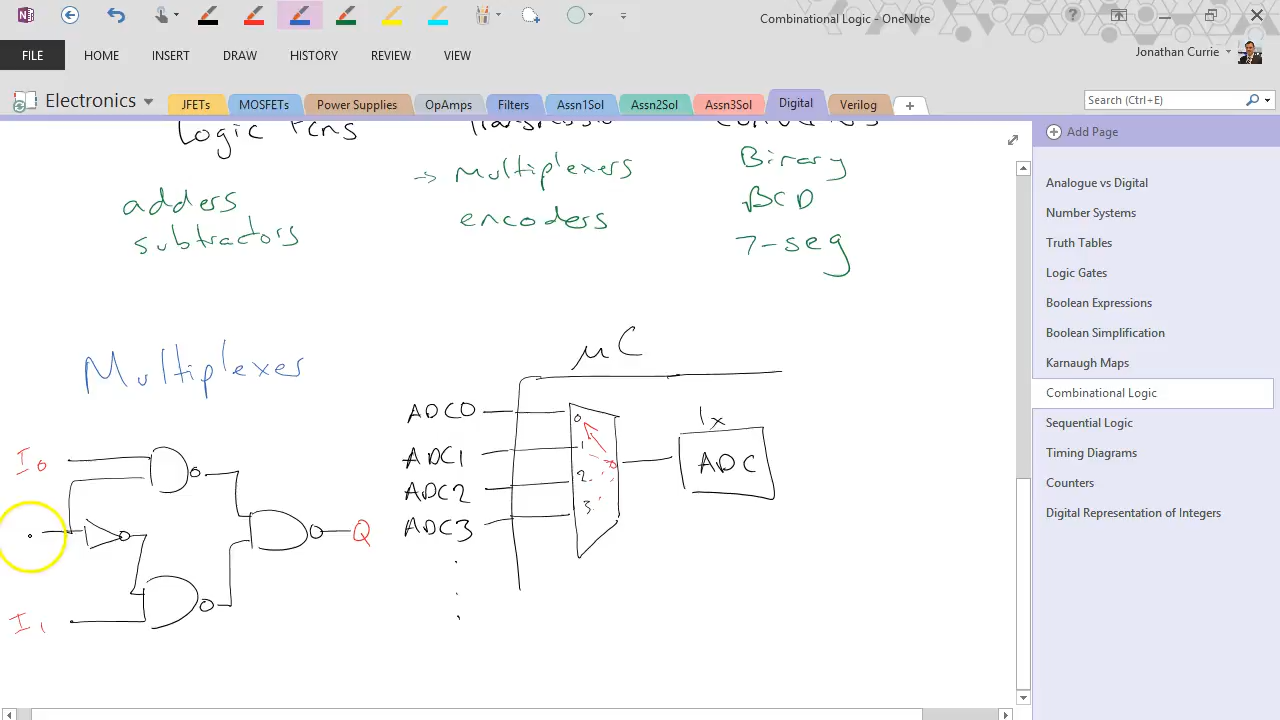 Combinational Logic - OneNote
?
FILE
HOME
INSERT
DRAW
HISTORY
REVIEW
VIEW
Jonathan Currie
Electronics
JFETs
MOSFETs
Power Supplies
OpAmps
Filters
Assn1Sol
Assn2Sol
Assn3Sol
Digital
Verilog
+
Search (Ctrl+E)
Add Page
Analogue vs Digital
Number Systems
Truth Tables
Logic Gates
Boolean Expressions
Boolean Simplification
Karnaugh Maps
Combinational Logic
Sequential Logic
Timing Diagrams
Counters
Digital Representation of Integers
Logic
adders
subtractors
→ Multiplexers
encoders
Binary
BCD
7-seg
Multiplexer
I0
I1
Q
μC
ADC0
ADC1
ADC2
ADC3
0
1
2
3
1x
ADC